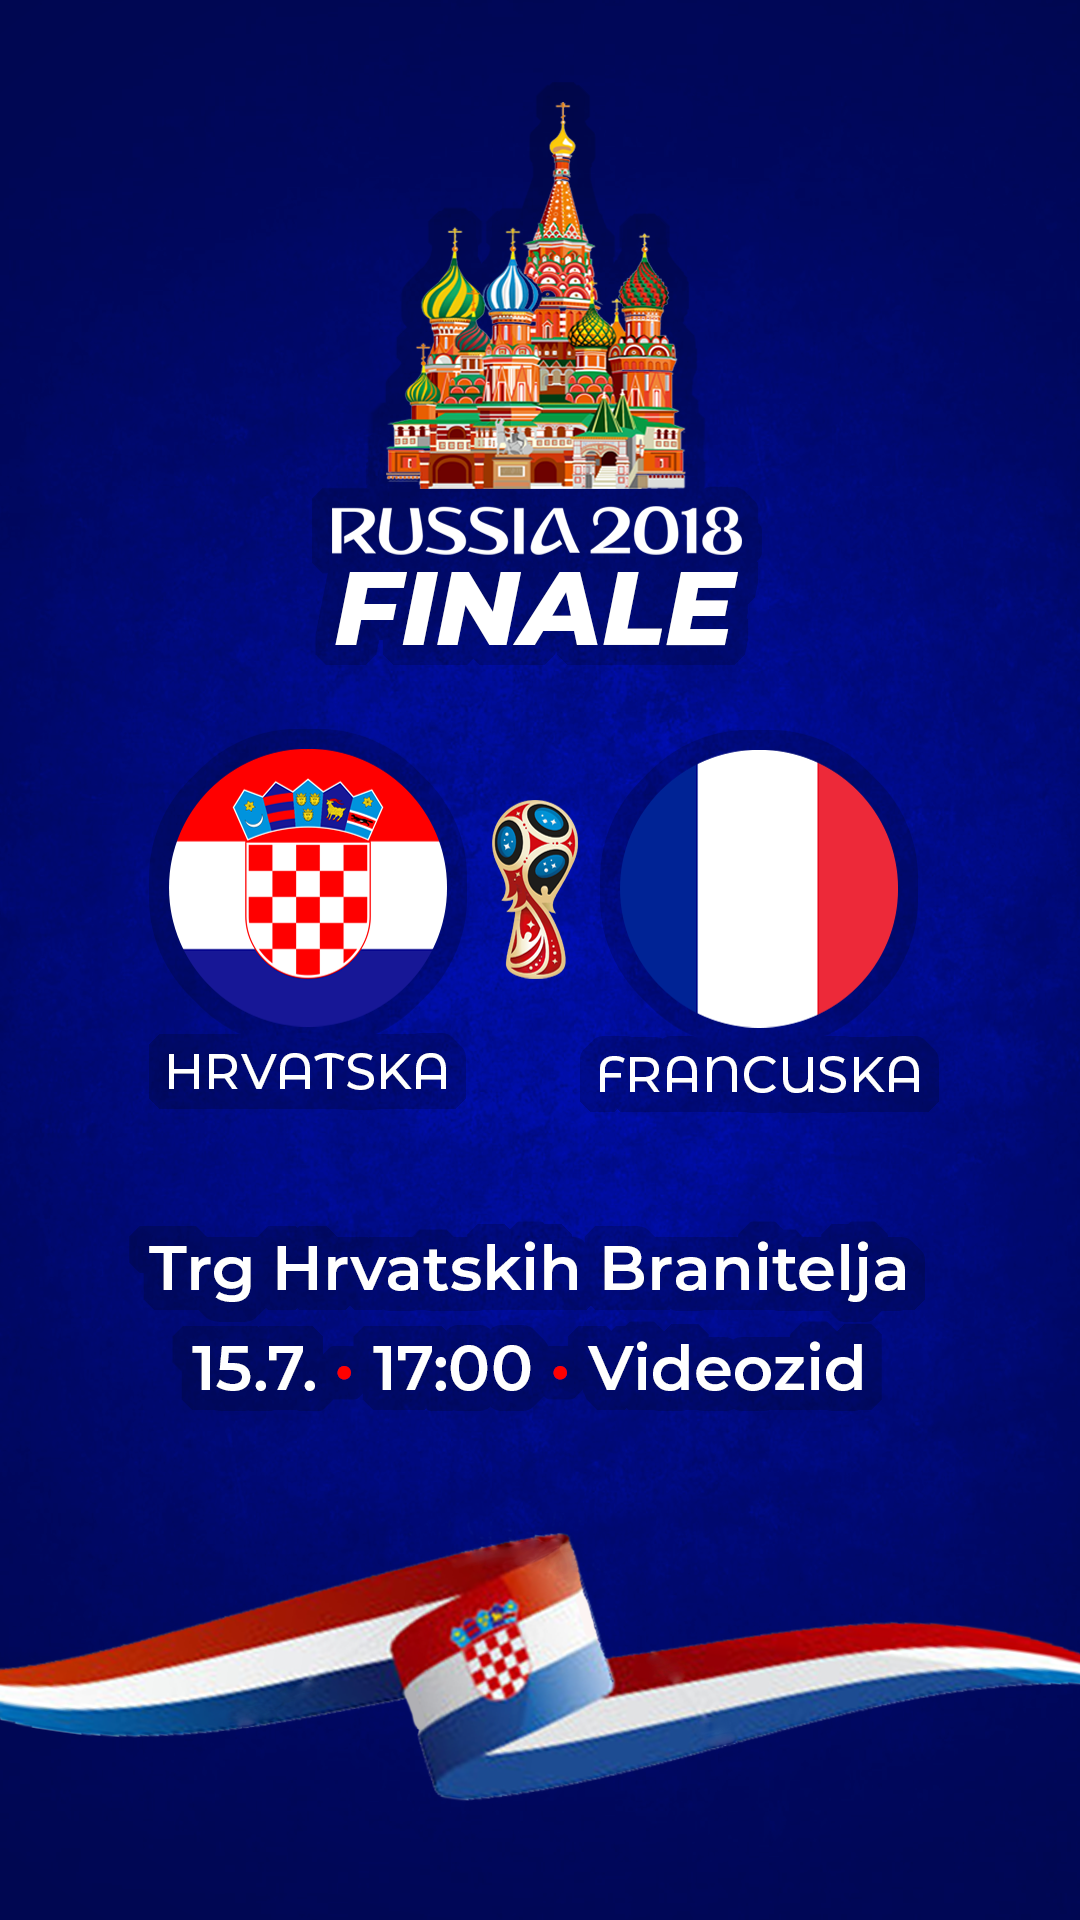 RUSSIA 2018
FINALE
HRVATSKA
FRANCUSKA
Trg Hrvatskih Branitelja
15.7. • 17:00 • Videozid